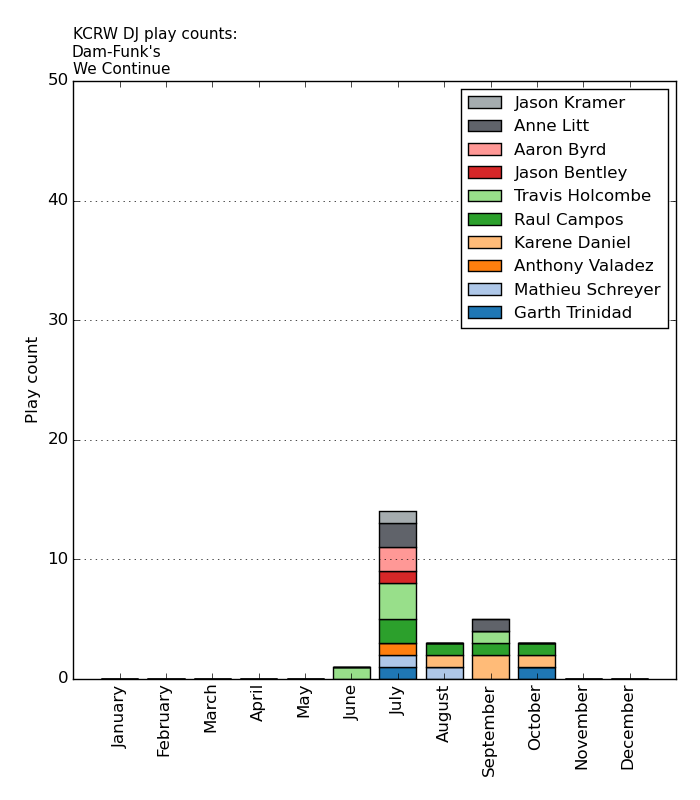 KCRW DJ play counts:
Dam-Funk's
We Continue
50
40
30
20
10
0
Play count
Jason Kramer
Anne Litt
Aaron Byrd
Jason Bentley
Travis Holcombe
Raul Campos
Karene Daniel
Anthony Valadez
Mathieu Schreyer
Garth Trinidad
January
February
March
April
May
June
July
August
September
October
November
December